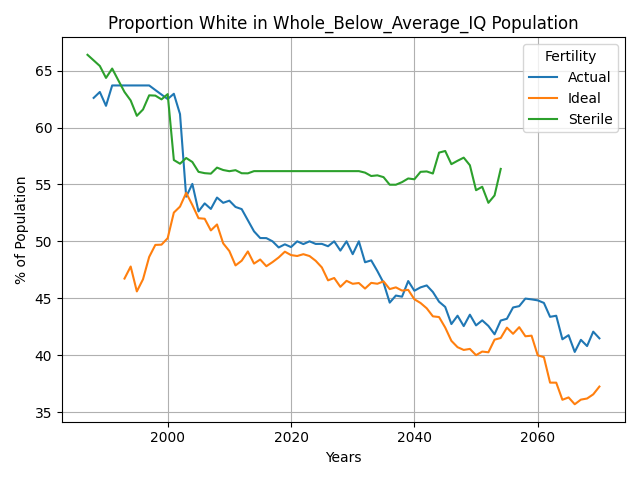 Proportion White in Whole_Below_Average_IQ Population
% of Population
65
60
55
50
45
40
35
Fertility
Actual
Ideal
Sterile
2000
2020
2040
2060
Years